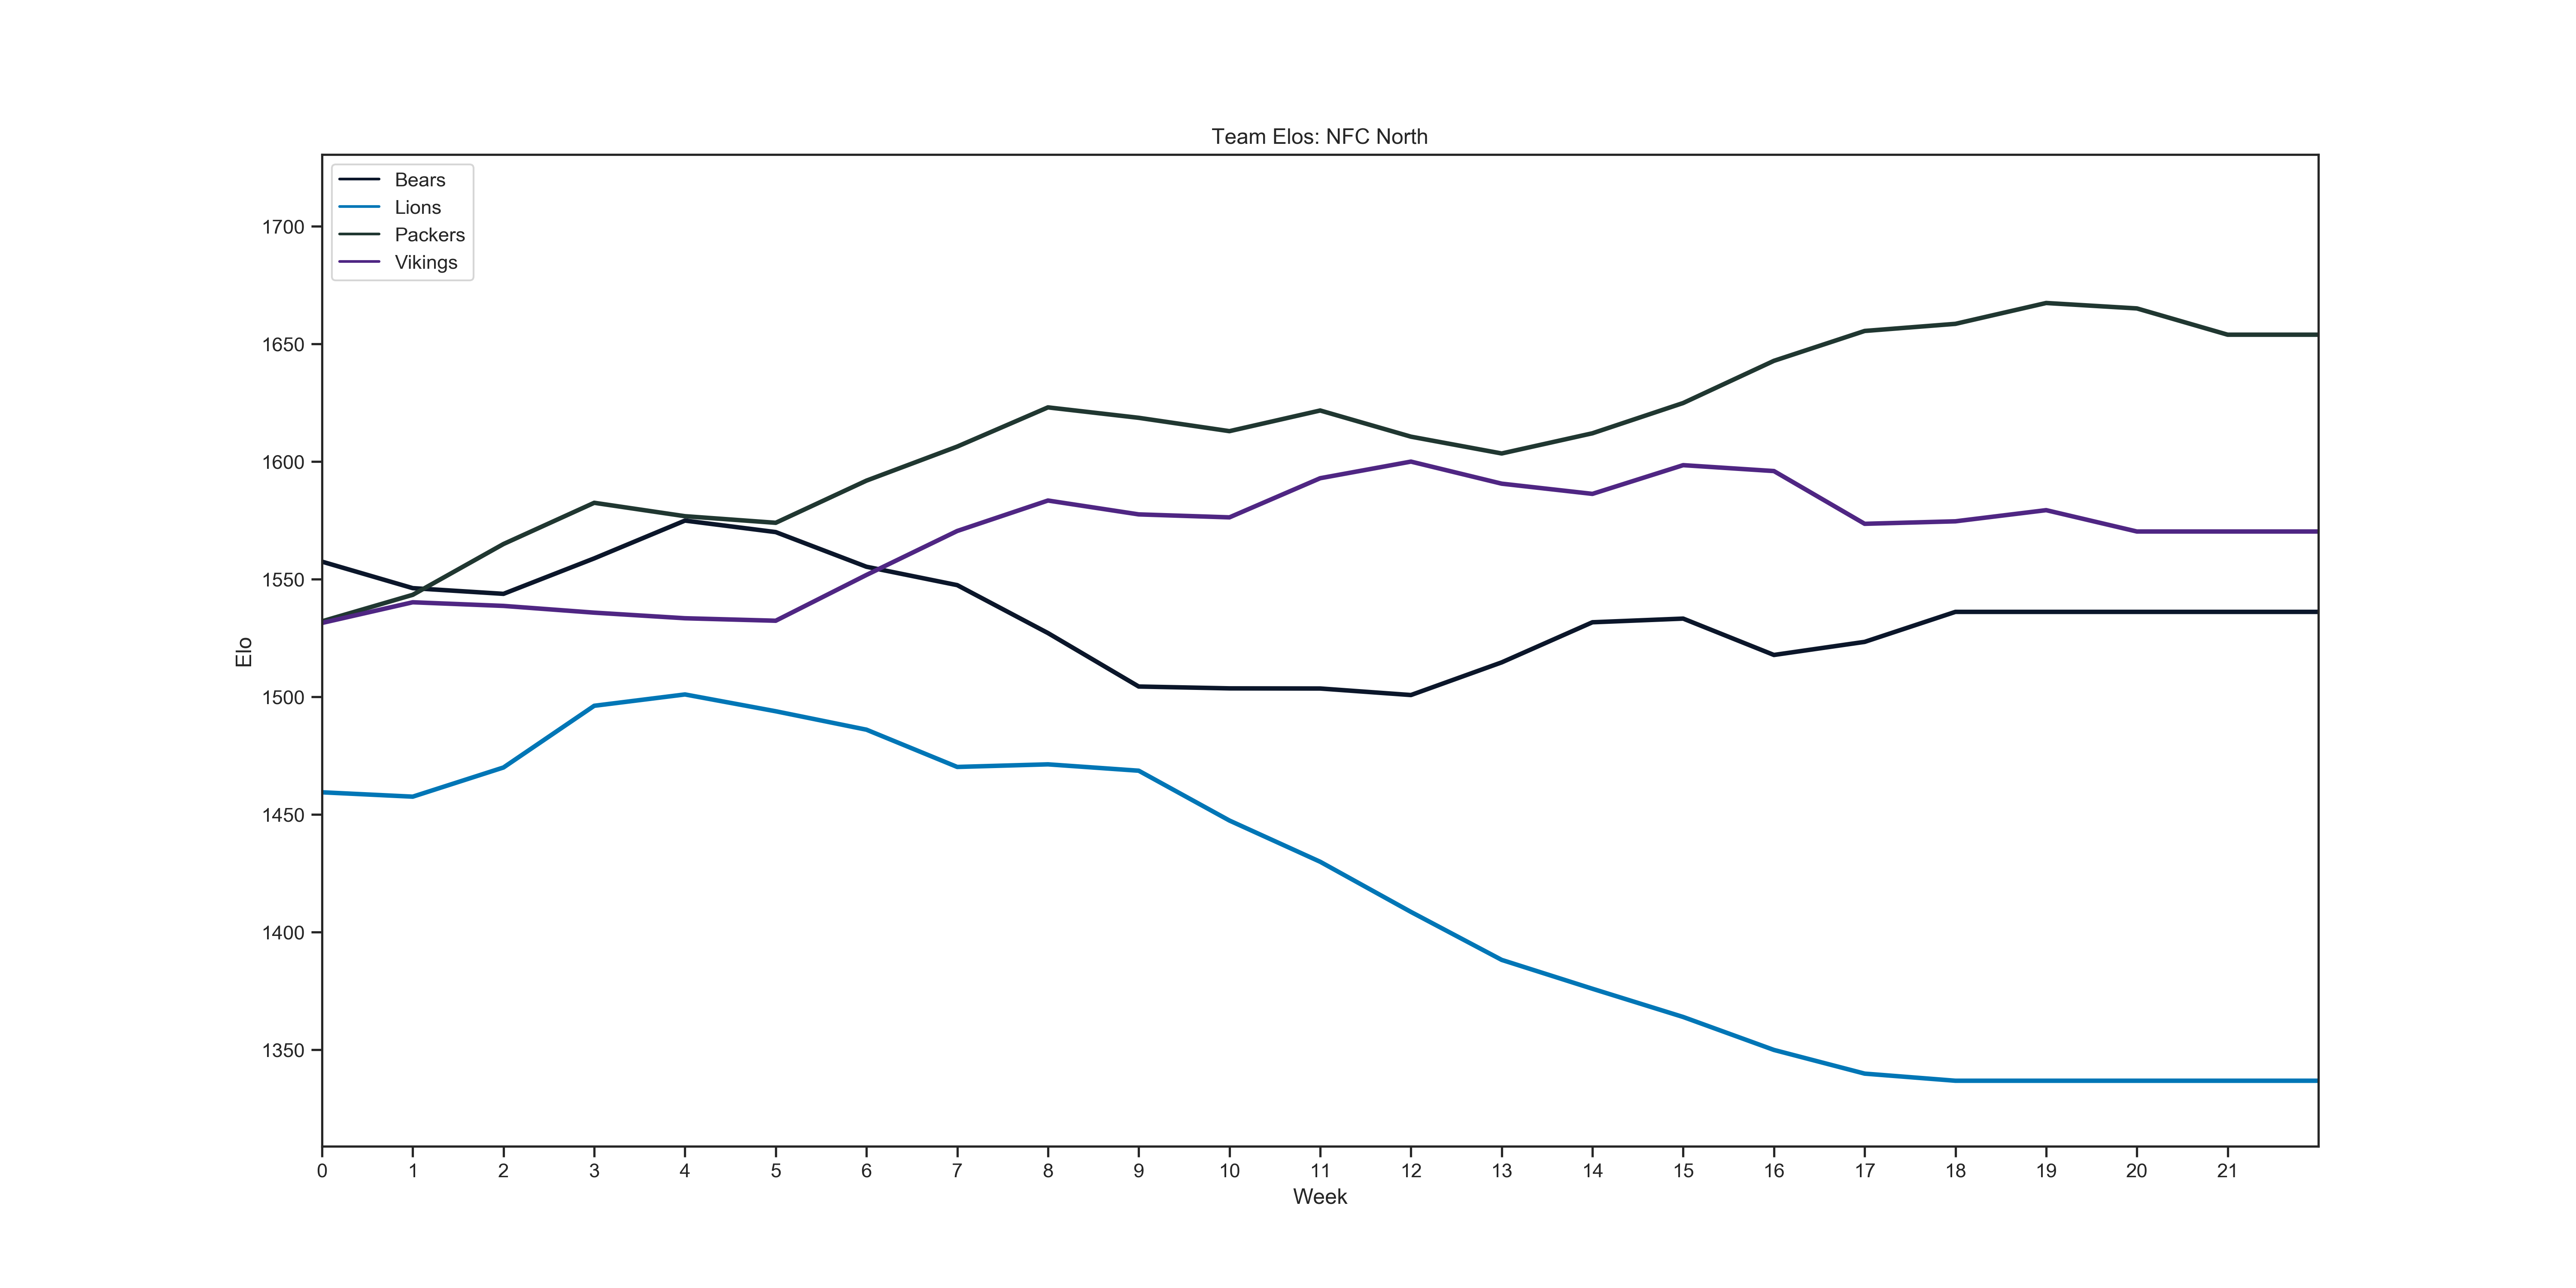 Team Elos: NFC North
Bears
Lions
Packers
Vikings
1700
1650
1600
1550
1500
1450
1400
1350
Elo
0 1 2 3 4 5 6 7 8 9 10 11 12 13 14 15 16 17 18 19 20 21
Week